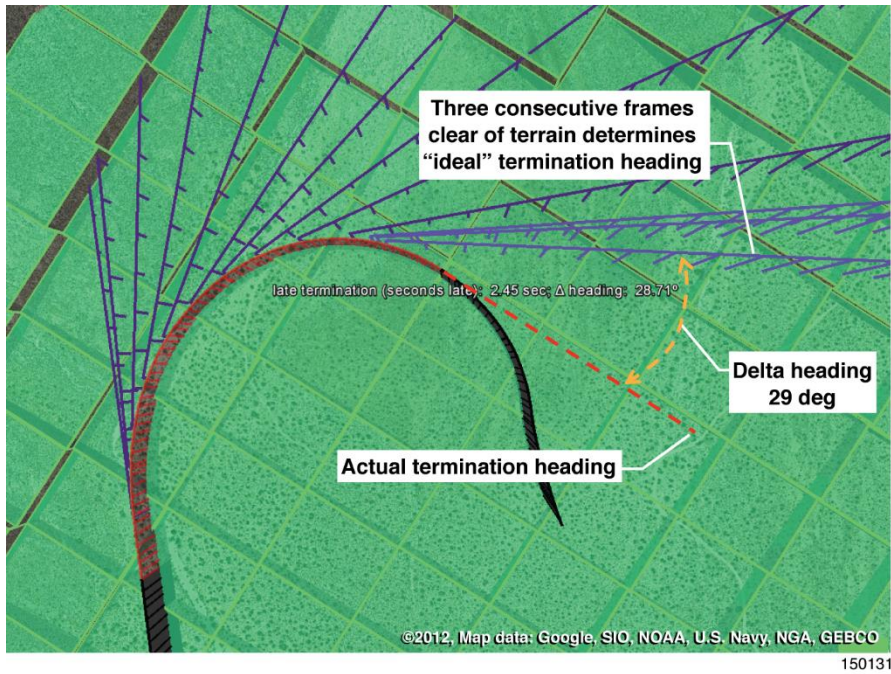 Three consecutive frames
clear of terrain determines
“ideal” termination heading
late termination (seconds late): 2.45 sec; Δ heading; 28.71º
Delta heading
29 deg
Actual termination heading
©2012, Map data: Google, SIO, NOAA, U.S. Navy, NGA, GEBCO
150131